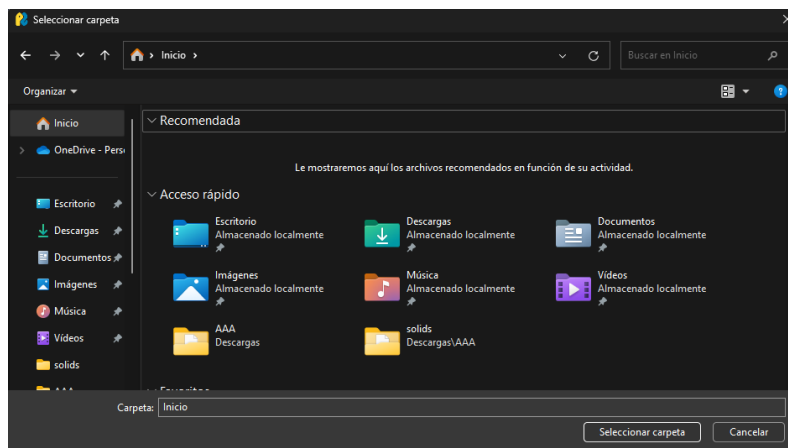 Seleccionar carpeta
Inicio
Buscar en Inicio
Organizar
Inicio
OneDrive - Perso
Escritorio
Descargas
Documentos
Imágenes
Música
Vídeos
solids
Recomendada
Le mostraremos aquí los archivos recomendados en función de su actividad.
Acceso rápido
Escritorio
Almacenado localmente
Descargas
Almacenado localmente
Documentos
Almacenado localmente
Imágenes
Almacenado localmente
Música
Almacenado localmente
Vídeos
Almacenado localmente
AAA
Descargas
solids
Descargas\AAA
Carpeta: Inicio
Seleccionar carpeta
Cancelar